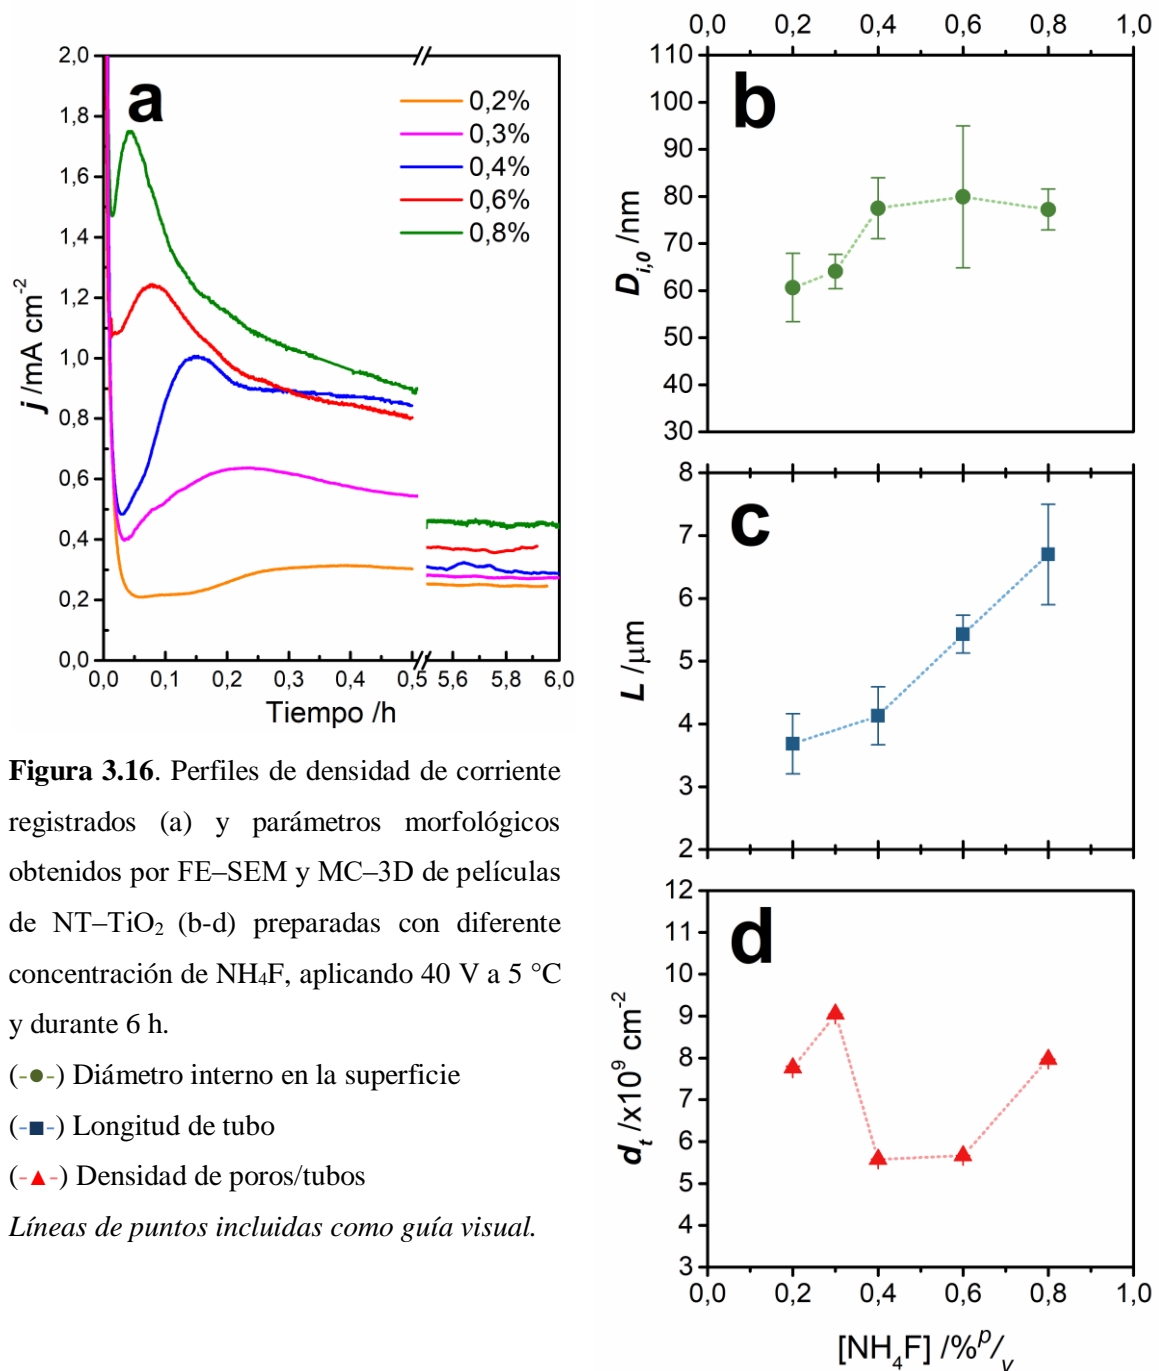 a
2,0
1,8
1,6
1,4
1,2
1,0
0,8
0,6
0,4
0,2
0,0
j /mA cm-2
0,2%
0,3%
0,4%
0,6%
0,8%
0,0 0,1 0,2 0,3 0,4 0,5 5,6 5,8 6,0
Tiempo /h
Figura 3.16. Perfiles de densidad de corriente
registrados (a) y parámetros morfológicos
obtenidos por FE–SEM y MC–3D de películas
de NT–TiO2 (b-d) preparadas con diferente
concentración de NH4F, aplicando 40 V a 5 °C
y durante 6 h.
(-●-) Diámetro interno en la superficie
(-■-) Longitud de tubo
(-▲-) Densidad de poros/tubos
Líneas de puntos incluidas como guía visual.
0,0 0,2 0,4 0,6 0,8 1,0
b
110
100
90
80
70
60
50
40
30
Di,0 /nm
c
8
7
6
5
4
3
2
L /μm
d
12
11
10
9
8
7
6
5
4
3
dt /x10^9 cm-2
0,0 0,2 0,4 0,6 0,8 1,0
[NH4F] /%p/v